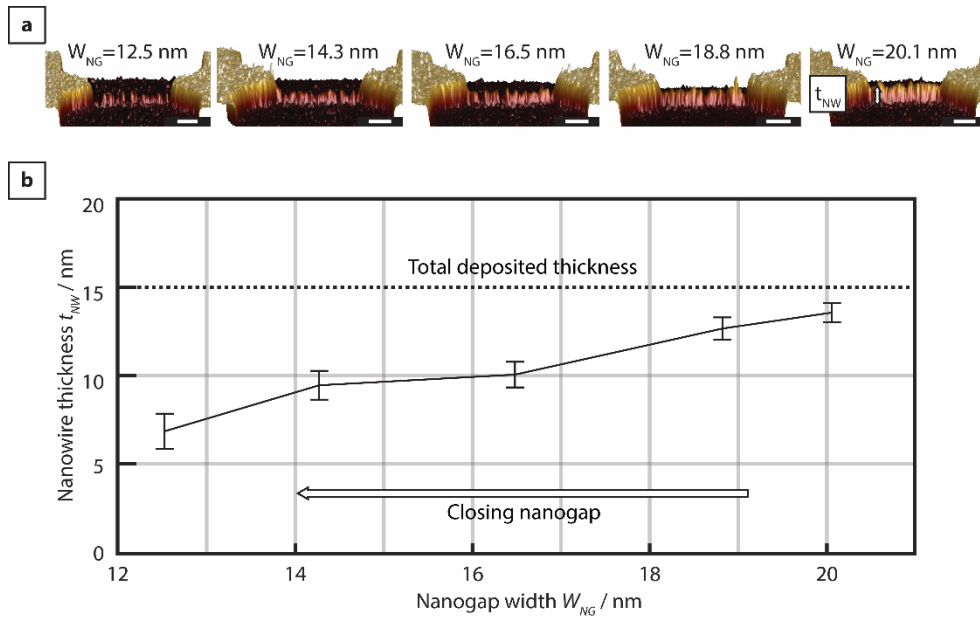 a
W_NG=12.5 nm
W_NG=14.3 nm
W_NG=16.5 nm
W_NG=18.8 nm
W_NG=20.1 nm
t_NW
b
Nanowire thickness t_NW / nm
20
15
10
5
0
Total deposited thickness
Closing nanogap
12
14
16
18
20
Nanogap width W_NG / nm